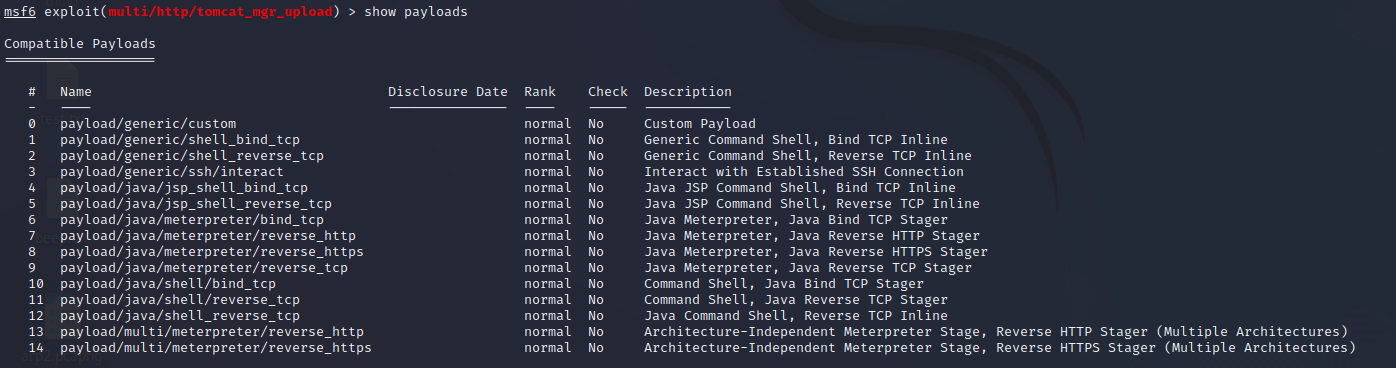 msf6 exploit(multi/http/tomcat_mgr_upload) > show payloads
Compatible Payloads
===================
# Name Disclosure Date Rank Check Description
- ---- --------------- ---- ----- -----------
0 payload/generic/custom normal No Custom Payload
1 payload/generic/shell_bind_tcp normal No Generic Command Shell, Bind TCP Inline
2 payload/generic/shell_reverse_tcp normal No Generic Command Shell, Reverse TCP Inline
3 payload/generic/ssh/interact normal No Interact with Established SSH Connection
4 payload/java/jsp_shell_bind_tcp normal No Java JSP Command Shell, Bind TCP Inline
5 payload/java/jsp_shell_reverse_tcp normal No Java JSP Command Shell, Reverse TCP Inline
6 payload/java/meterpreter/bind_tcp normal No Java Meterpreter, Java Bind TCP Stager
7 payload/java/meterpreter/reverse_http normal No Java Meterpreter, Java Reverse HTTP Stager
8 payload/java/meterpreter/reverse_https normal No Java Meterpreter, Java Reverse HTTPS Stager
9 payload/java/meterpreter/reverse_tcp normal No Java Meterpreter, Java Reverse TCP Stager
10 payload/java/shell/bind_tcp normal No Command Shell, Java Bind TCP Stager
11 payload/java/shell/reverse_tcp normal No Command Shell, Java Reverse TCP Stager
12 payload/java/shell_reverse_tcp normal No Java Command Shell, Reverse TCP Inline
13 payload/multi/meterpreter/reverse_http normal No Architecture-Independent Meterpreter Stage, Reverse HTTP Stager (Multiple Architectures)
14 payload/multi/meterpreter/reverse_https normal No Architecture-Independent Meterpreter Stage, Reverse HTTPS Stager (Multiple Architectures)